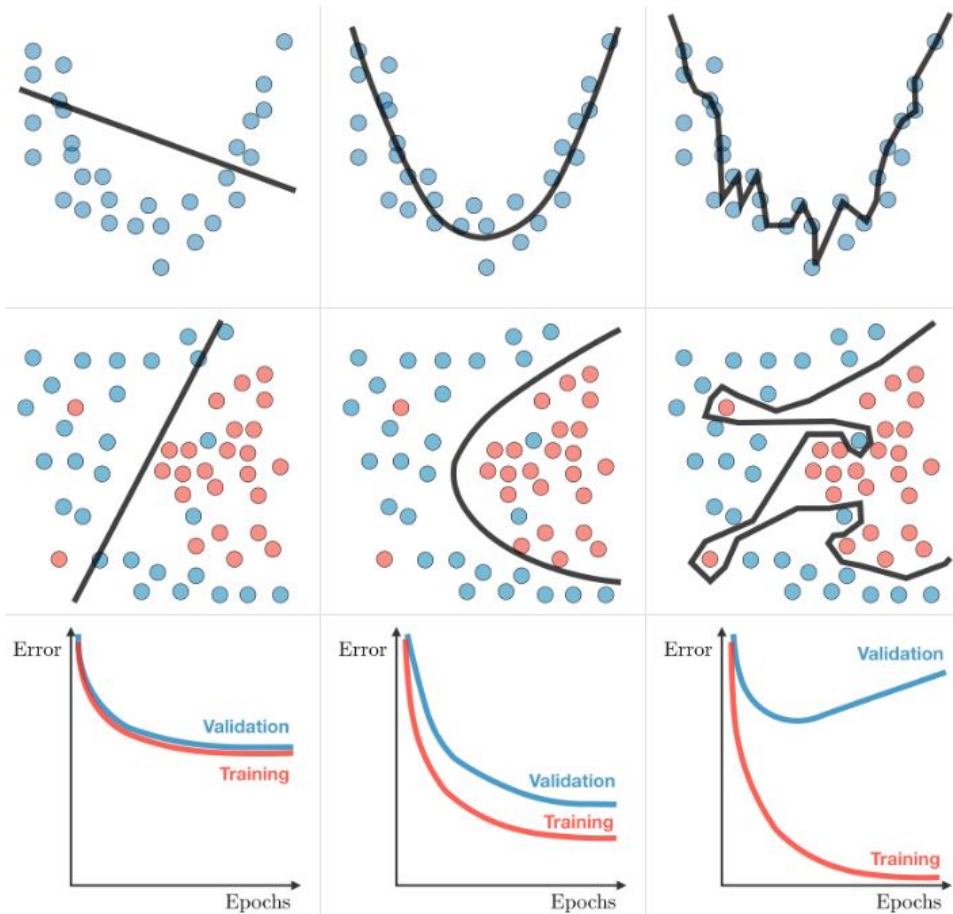 Error
Validation
Training
Epochs
Error
Validation
Training
Epochs
Error
Validation
Training
Epochs